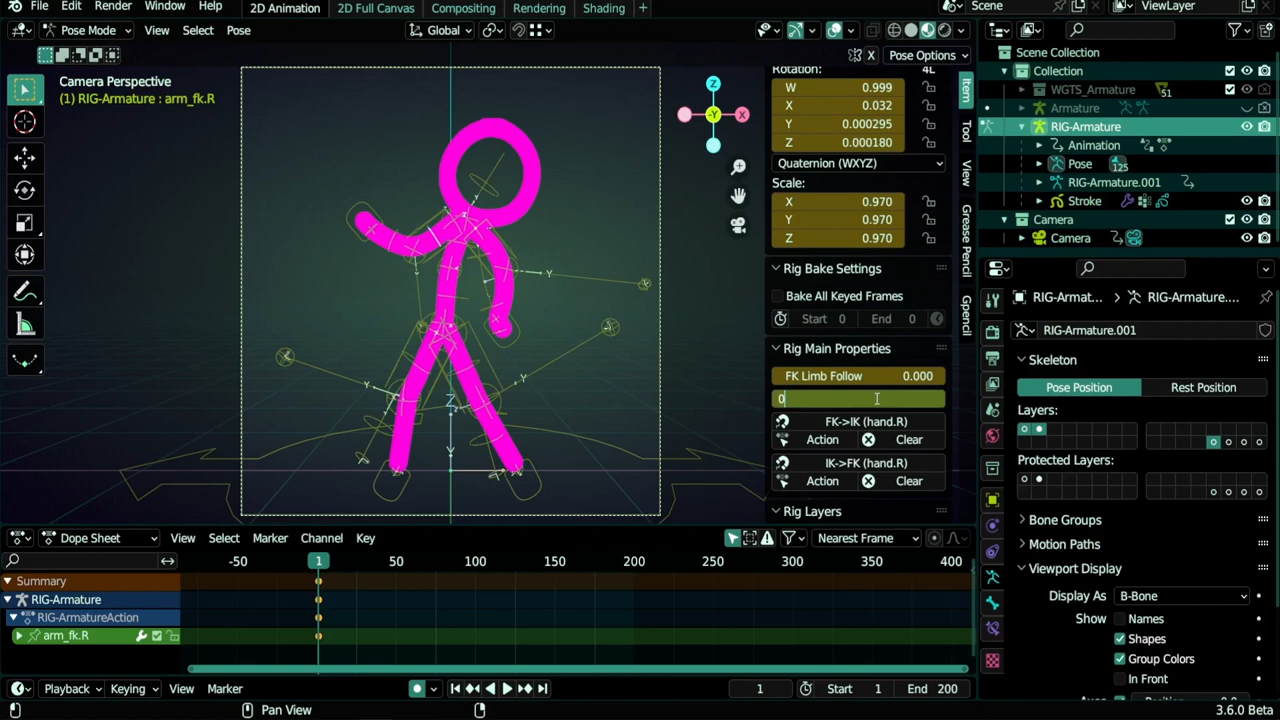 File Edit Render Window Help 2D Animation 2D Full Canvas Compositing Rendering Shading + Scene ViewLayer
Pose Mode View Select Pose Global
X Pose Options
Camera Perspective
(1) RIG-Armature : arm_fk.R
Z
-Y
X
Rotation: 4L
W 0.999
X 0.032
Y 0.000295
Z 0.000180
Quaternion (WXYZ)
Scale:
X 0.970
Y 0.970
Z 0.970
Rig Bake Settings
Bake All Keyed Frames
Start 0 End 0
Rig Main Properties
FK Limb Follow 0.000
0
FK->IK (hand.R)
Action Clear
IK->FK (hand.R)
Action Clear
Rig Layers
Item
Tool
View
Grease Pencil
Gpencil
Y
Y
Y
Y
Z
Scene Collection
Collection
WGTS_Armature 51
Armature
RIG-Armature
Animation
Pose 125
RIG-Armature.001
Stroke
Camera
Camera
RIG-Armat... RIG-Armature....
RIG-Armature.001
Skeleton
Pose Position Rest Position
Layers:
Protected Layers:
Bone Groups
Motion Paths
Viewport Display
Display As B-Bone
Show Names
Shapes
Group Colors
In Front
Dope Sheet View Select Marker Channel Key Nearest Frame
-50 1 50 100 150 200 250 300 350 400
Summary
RIG-Armature
RIG-ArmatureAction
arm_fk.R
Playback Keying View Marker 1 Start 1 End 200
Pan View 3.6.0 Beta